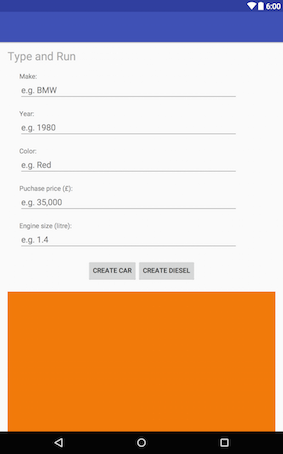 6:00
Type and Run
Make:
e.g. BMW
Year:
e.g. 1980
Color:
e.g. Red
Puchase price (£):
e.g. 35,000
Engine size (litre):
e.g. 1.4
CREATE CAR CREATE DIESEL